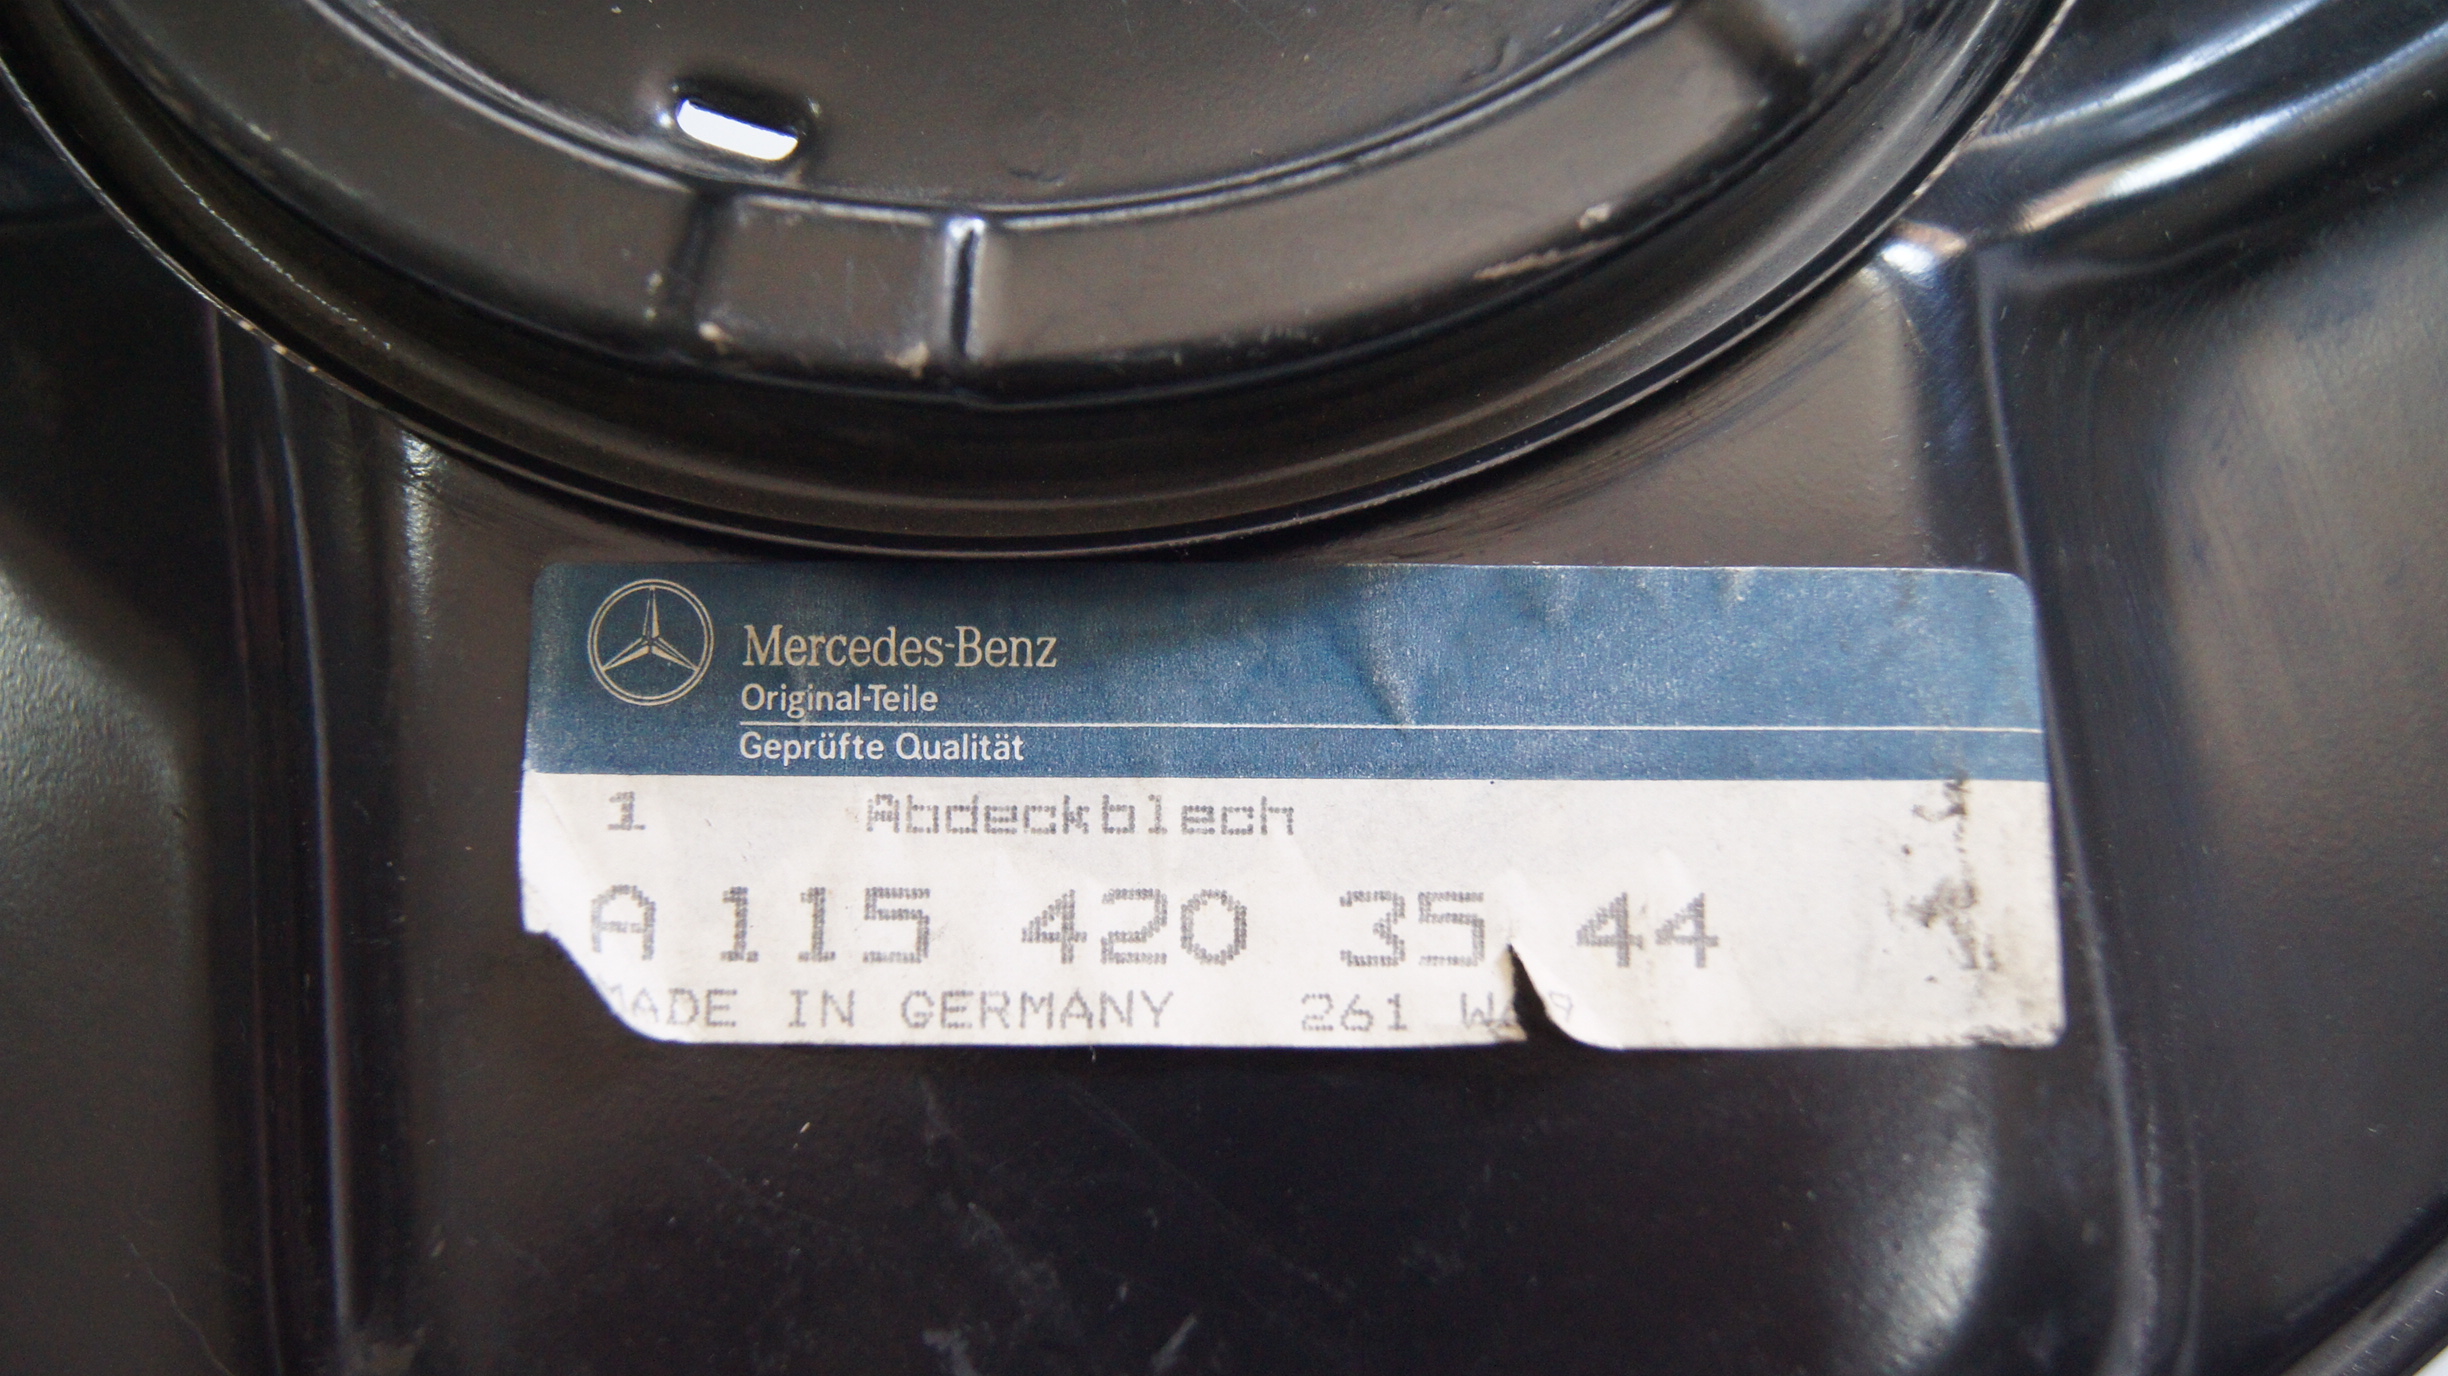 Mercedes-Benz
Original-Teile
Geprüfte Qualität
1 Abdeckblech
A 115 420 35 44
MADE IN GERMANY 261